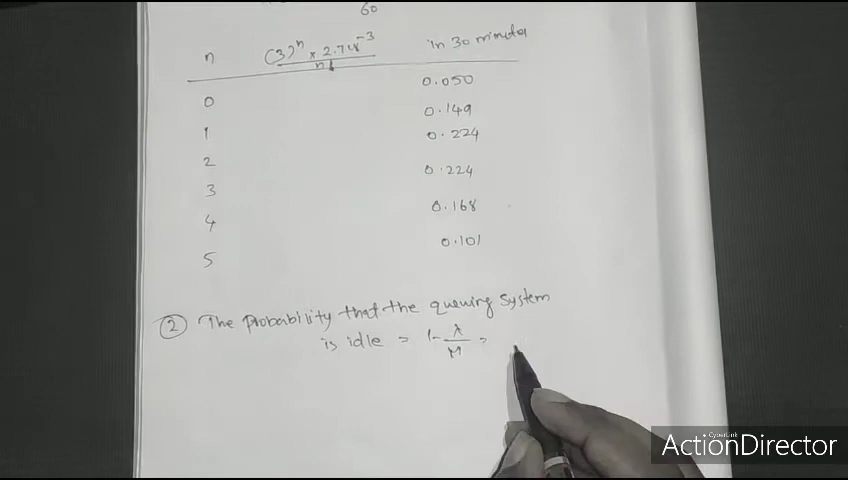 60
n (3)ⁿ × 2.718⁻³ / n! in 30 minutes
0 0.050
1 0.149
2 0.224
3 0.224
4 0.168
5 0.101
② The Probability that the queuing system
is idle = 1- λ/M =
CyberLink
ActionDirector